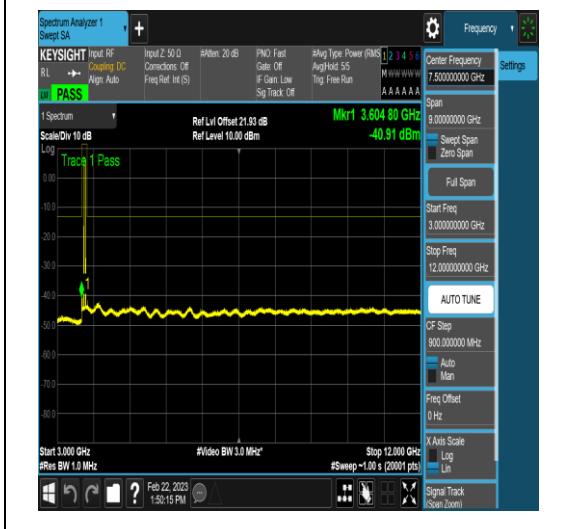 Spectrum Analyzer 1
Swept SA
+
Frequency
KEYSIGHT
RL
PASS
Input: RF
Coupling: DC
Align: Auto
Input Z: 50 Ω
Corrections: Off
Freq Ref: Int (S)
#Atten: 20 dB
PNO: Fast
Gate: Off
IF Gain: Low
Sig Track: Off
#Avg Type: Power (RMS
Avg|Hold: 5/5
Trig: Free Run
1 2 3 4 5 6
M W W W W W
A A A A A A
1 Spectrum
Scale/Div 10 dB
Ref Lvl Offset 21.93 dB
Ref Level 10.00 dBm
Mkr1 3.604 80 GHz
-40.91 dBm
Log
Trace 1 Pass
0.00
-10.0
-20.0
-30.0
1
-40.0
-50.0
-60.0
-70.0
-80.0
Start 3.000 GHz
#Res BW 1.0 MHz
#Video BW 3.0 MHz*
Stop 12.000 GHz
#Sweep ~1.00 s (20001 pts)
?
Feb 22, 2023
1:50:15 PM
Center Frequency
7.500000000 GHz
Settings
Span
9.00000000 GHz
Swept Span
Zero Span
Full Span
Start Freq
3.000000000 GHz
Stop Freq
12.000000000 GHz
AUTO TUNE
CF Step
900.000000 MHz
Auto
Man
Freq Offset
0 Hz
X Axis Scale
Log
Lin
Signal Track
(Span Zoom)